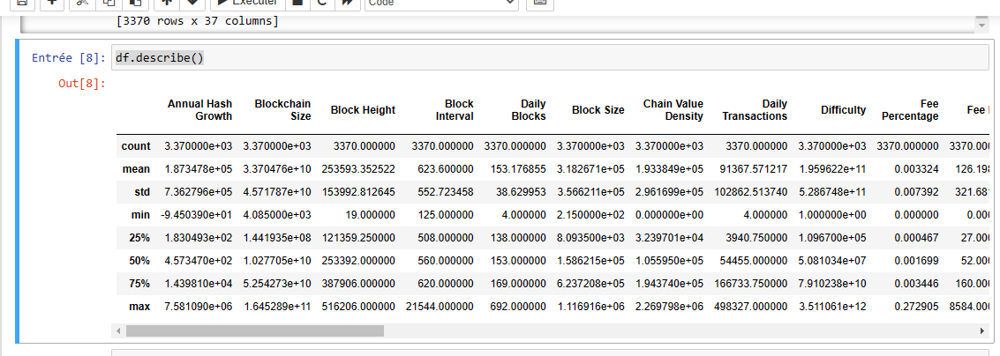 Exécuter
Code
[3370 rows x 37 columns]
Entrée [8]: df.describe()
Out[8]:
Annual Hash Growth Blockchain Size Block Height Block Interval Daily Blocks Block Size Chain Value Density Daily Transactions Difficulty Fee Percentage Fee
count 3.370000e+03 3.370000e+03 3370.000000 3370.000000 3370.000000 3.370000e+03 3.370000e+03 3370.000000 3.370000e+03 3370.000000 3370.00
mean 1.873478e+05 3.370476e+10 253593.352522 623.600000 153.176855 3.182671e+05 1.933849e+05 91367.571217 1.959622e+11 0.003324 126.19
std 7.362796e+05 4.571787e+10 153992.812645 552.723458 38.629953 3.566211e+05 2.961699e+05 102862.513740 5.286748e+11 0.007392 321.68
min -9.450390e+01 4.085000e+03 19.000000 125.000000 4.000000 2.150000e+02 0.000000e+00 4.000000 1.000000e+00 0.000000 0.00
25% 1.830493e+02 1.441935e+08 121359.250000 508.000000 138.000000 8.093500e+03 3.239701e+04 3940.750000 1.096700e+05 0.000467 27.00
50% 4.573470e+02 1.027705e+10 253392.000000 560.000000 153.000000 1.586215e+05 1.055950e+05 54455.000000 5.081034e+07 0.001699 52.00
75% 1.439810e+04 5.254273e+10 387906.000000 620.000000 169.000000 6.237208e+05 1.943740e+05 166733.750000 7.910238e+10 0.003446 160.00
max 7.581090e+06 1.645289e+11 516206.000000 21544.000000 692.000000 1.116916e+06 2.269798e+06 498327.000000 3.511061e+12 0.272905 8584.00